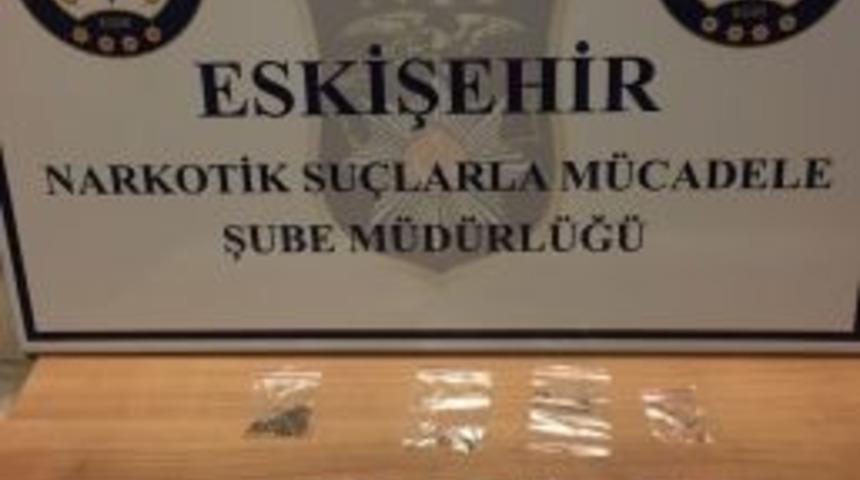 ESKİŞEHİR
NARKOTİK SUÇLARLA MÜCADELE
ŞUBE MÜDÜRLÜĞÜ